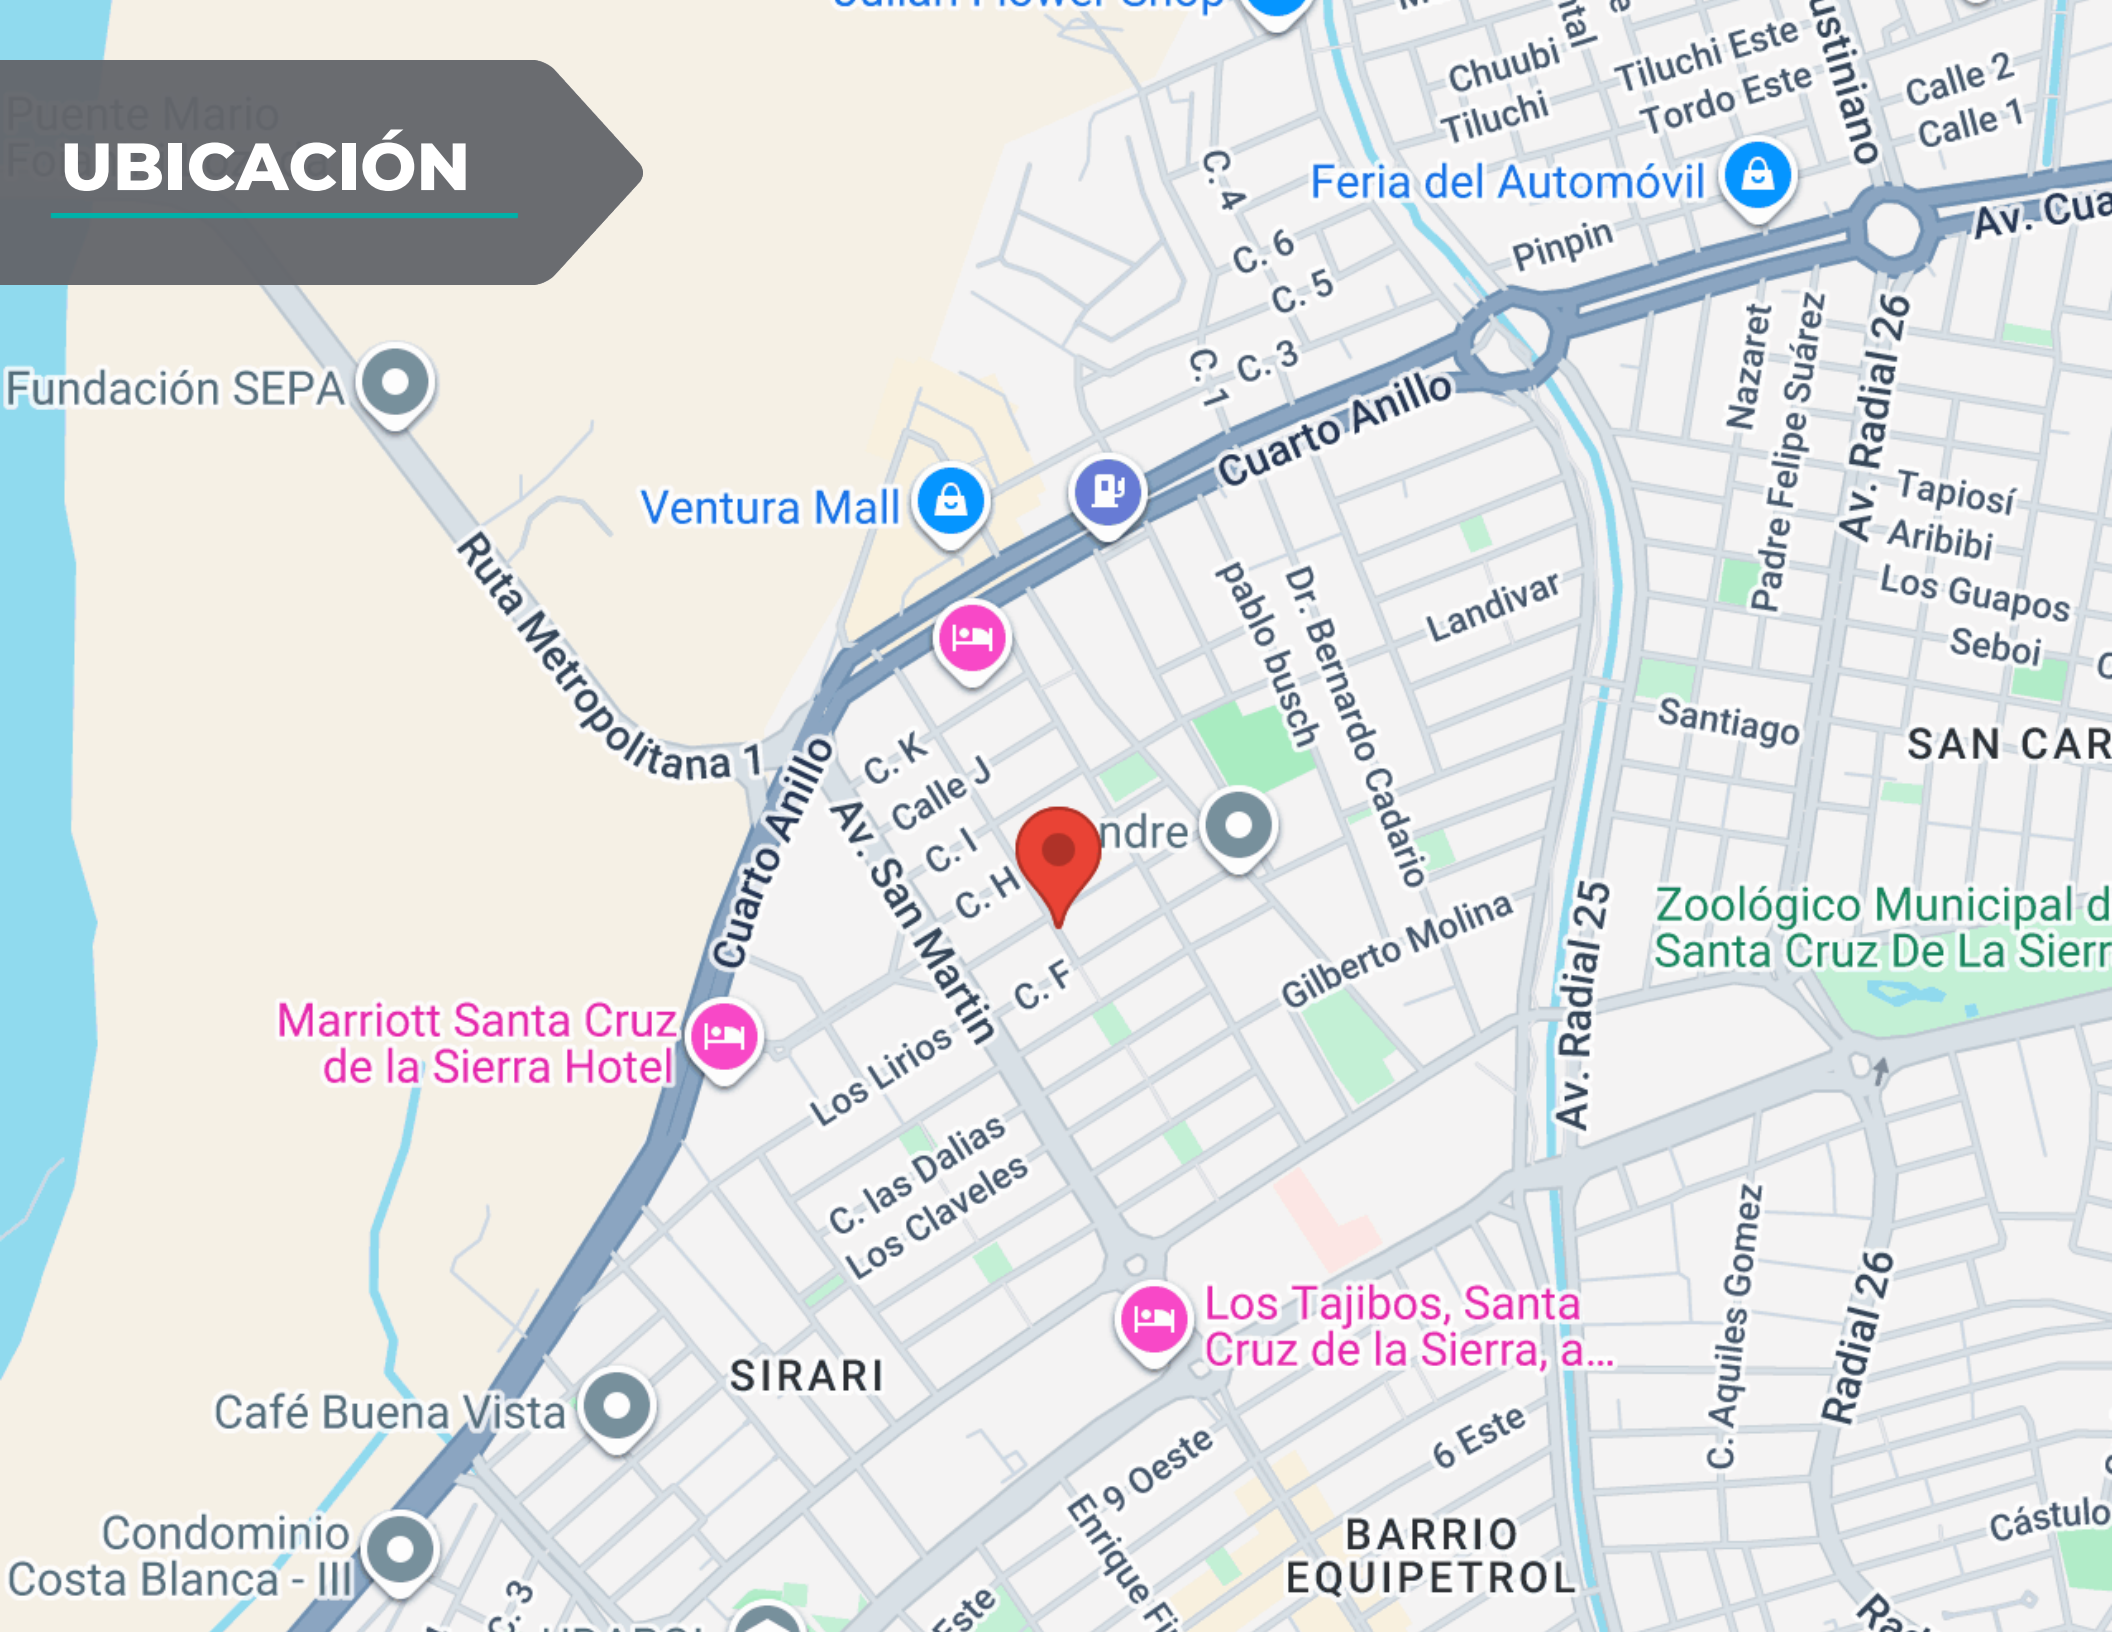 UBICACIÓN
Puente Mario
Chuubi
Tiluchi
Tiluchi Este
Tordo Este
Calle 2
Calle 1
C. 4
Feria del Automóvil
C. 6
Pinpin
C. 5
C. 3
C. 1
Cuarto Anillo
Nazaret
Padre Felipe Suárez
Av. Radial 26
Fundación SEPA
Ventura Mall
Tapiosí
Aribibi
Los Guapos
Seboi
Ruta Metropolitana 1
pablo busch
Dr. Bernardo Cadario
Landivar
Santiago
SAN CAR
C. K
Calle J
C. I
C. H
ndre
Cuarto Anillo
Av. San Martin
C. F
Gilberto Molina
Av. Radial 25
Zoológico Municipal d
Santa Cruz De La Sierr
Marriott Santa Cruz
de la Sierra Hotel
Los Lirios
C. las Dalias
Los Claveles
Los Tajibos, Santa
Cruz de la Sierra, a...
C. Aquiles Gomez
Radial 26
SIRARI
Café Buena Vista
9 Oeste
6 Este
BARRIO
EQUIPETROL
Cástulo
Condominio
Costa Blanca - III
C. 3
Este